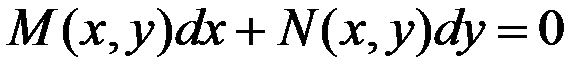 M(x, y)dx + N(x, y)dy = 0